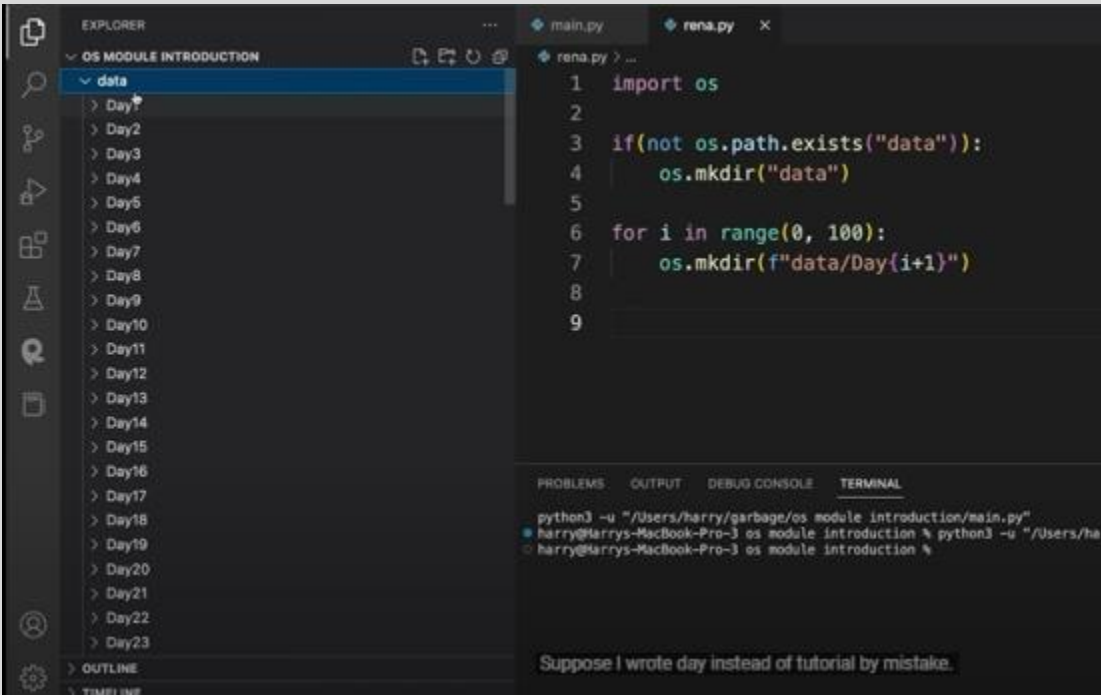 EXPLORER
OS MODULE INTRODUCTION
data
Day1
Day2
Day3
Day4
Day5
Day6
Day7
Day8
Day9
Day10
Day11
Day12
Day13
Day14
Day15
Day16
Day17
Day18
Day19
Day20
Day21
Day22
Day23
OUTLINE
TIMELINE
main.py rena.py ×
rena.py > ...
1 import os
2
3 if(not os.path.exists("data")):
4 os.mkdir("data")
5
6 for i in range(0, 100):
7 os.mkdir(f"data/Day{i+1}")
8
9
PROBLEMS OUTPUT DEBUG CONSOLE TERMINAL
python3 -u "/Users/harry/garbage/os module introduction/main.py"
harry@Harrys-MacBook-Pro-3 os module introduction % python3 -u "/Users/ha
harry@Harrys-MacBook-Pro-3 os module introduction %
Suppose I wrote day instead of tutorial by mistake.